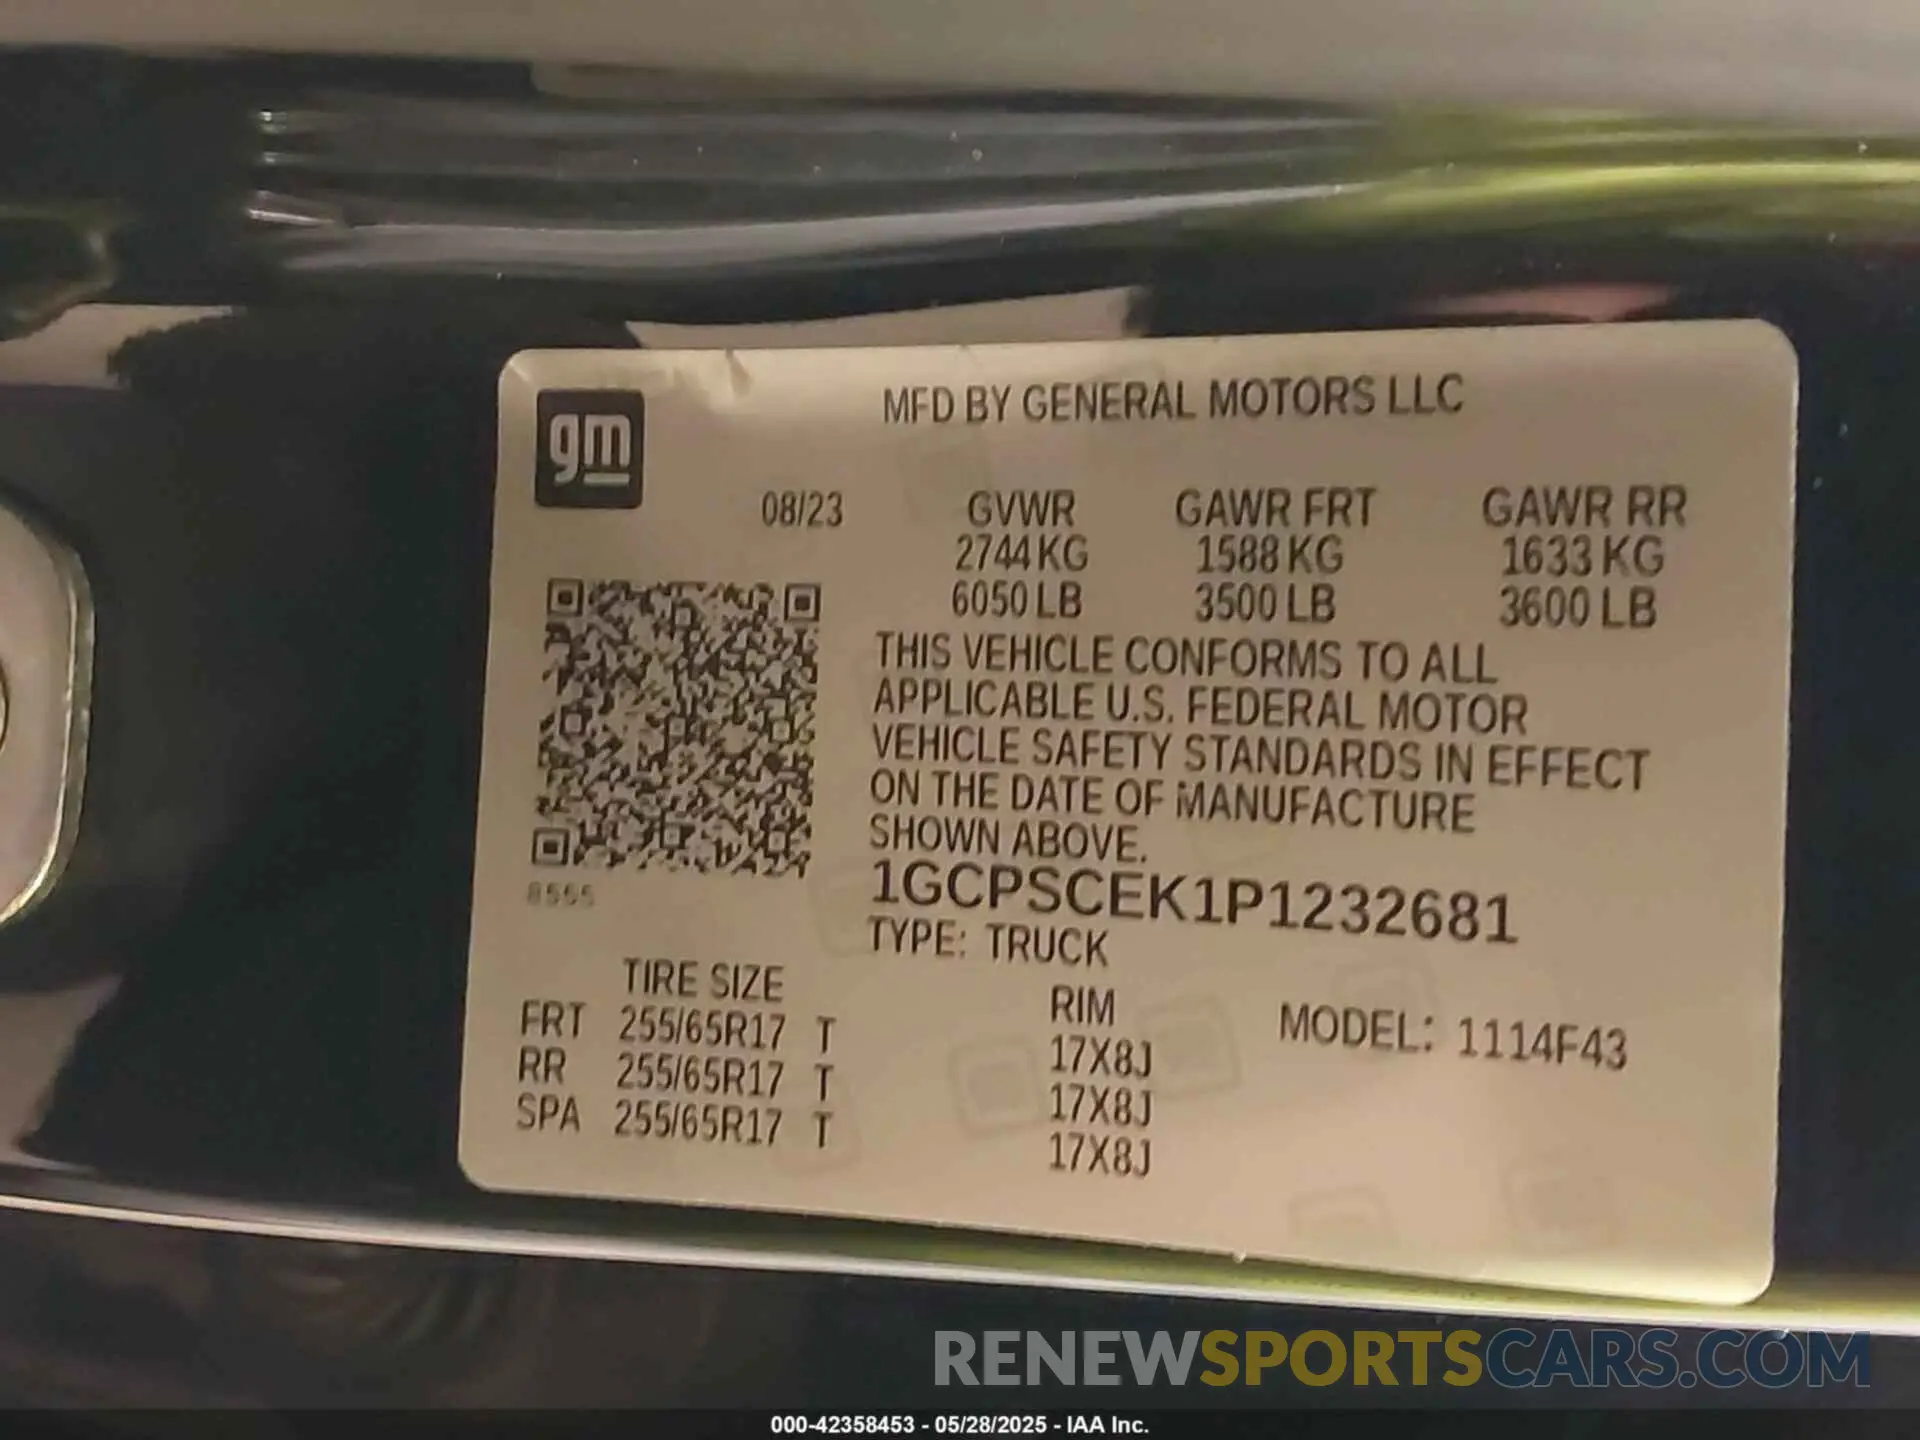 MFD BY GENERAL MOTORS LLC
gm
08/23 GVWR GAWR FRT GAWR RR
2744 KG 1588 KG 1633 KG
6050 LB 3500 LB 3600 LB
THIS VEHICLE CONFORMS TO ALL
APPLICABLE U.S. FEDERAL MOTOR
VEHICLE SAFETY STANDARDS IN EFFECT
ON THE DATE OF MANUFACTURE
SHOWN ABOVE.
1GCPSCEK1P1232681
8565
TYPE: TRUCK
TIRE SIZE RIM MODEL: 1114F43
FRT 255/65R17 T 17X8J
RR 255/65R17 T 17X8J
SPA 255/65R17 T 17X8J
RENEWSPORTSCARS.COM
000-42358453 - 05/28/2025 - IAA Inc.